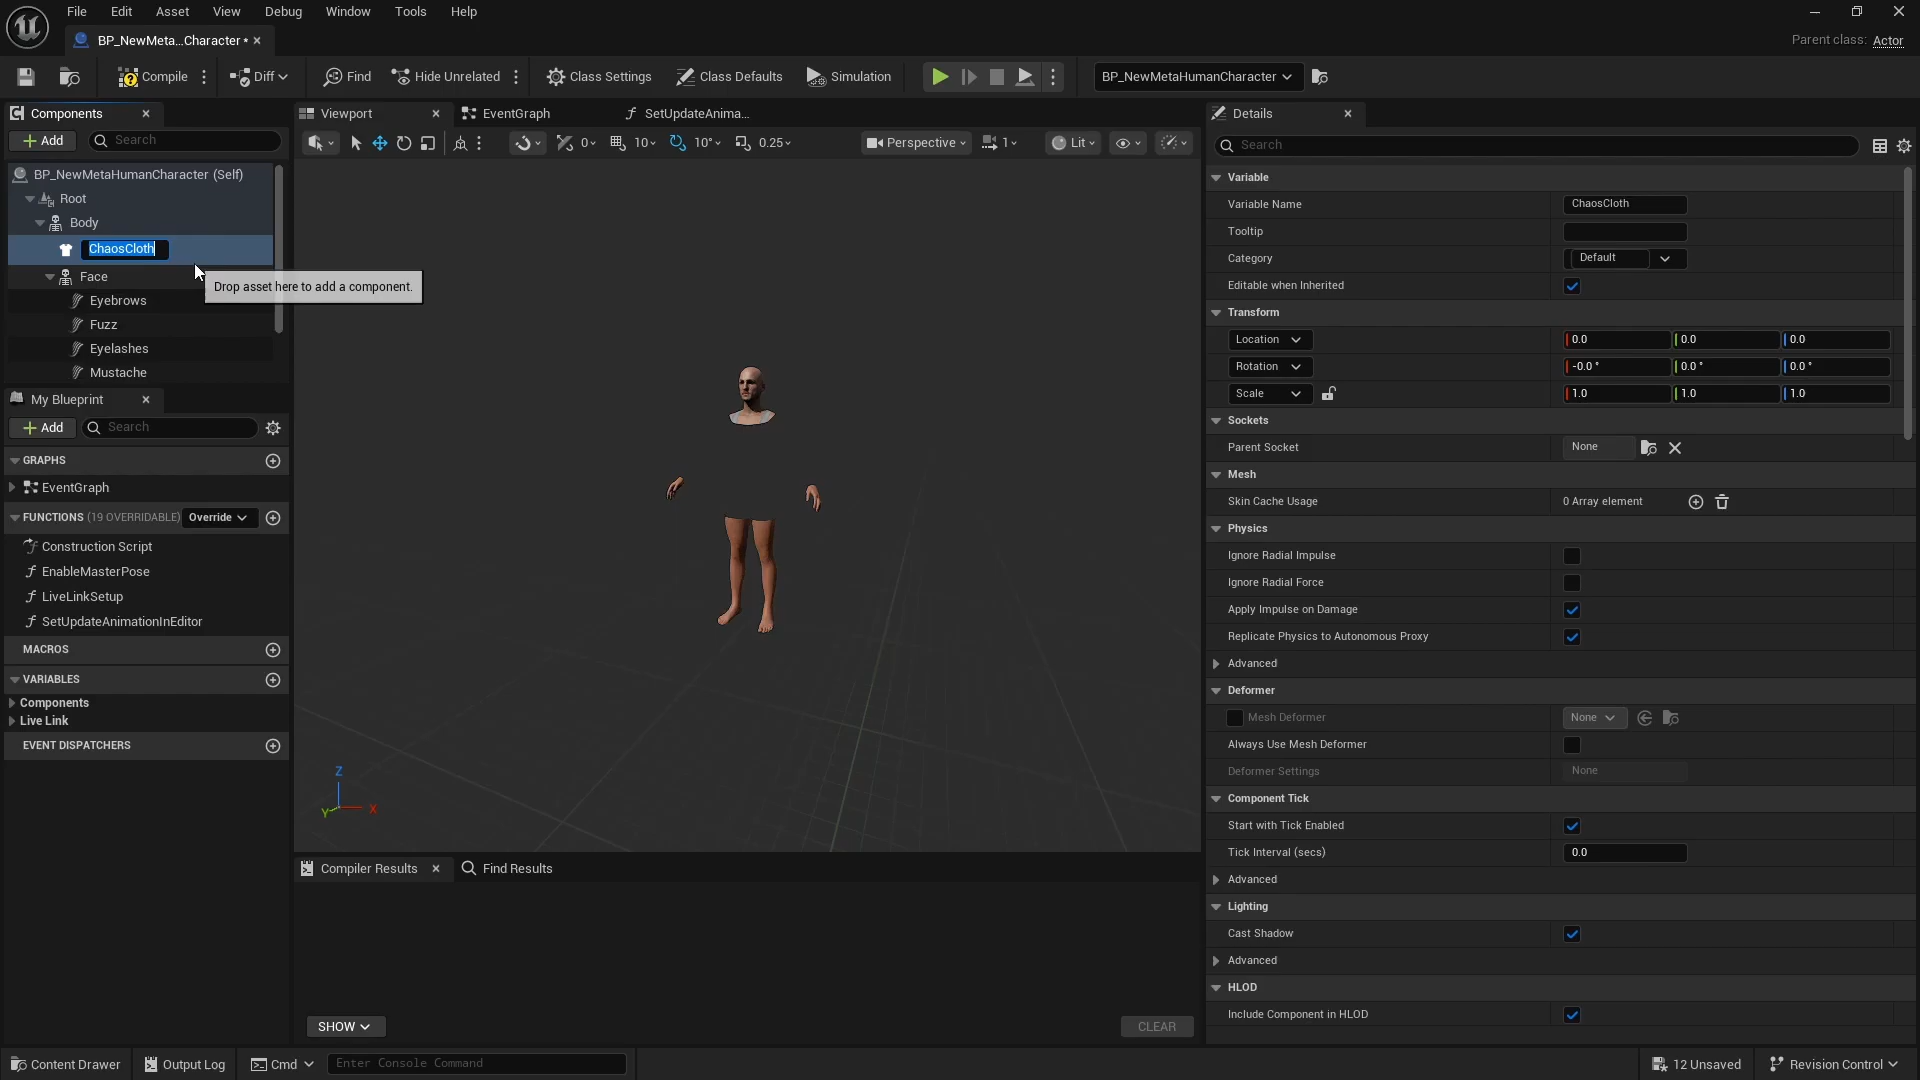 File Edit Asset View Debug Window Tools Help
BP_NewMeta...Character •
Parent class: Actor
Compile Diff Find Hide Unrelated Class Settings Class Defaults Simulation BP_NewMetaHumanCharacter
Components
Add Search
BP_NewMetaHumanCharacter (Self)
Root
Body
ChaosCloth
Face
Eyebrows
Fuzz
Eyelashes
Mustache
Drop asset here to add a component.
My Blueprint
Add Search
GRAPHS
EventGraph
FUNCTIONS (19 OVERRIDABLE) Override
Construction Script
EnableMasterPose
LiveLinkSetup
SetUpdateAnimationInEditor
MACROS
VARIABLES
Components
Live Link
EVENT DISPATCHERS
Viewport EventGraph SetUpdateAnima...
0 10 10° 0.25 Perspective 1 Lit
Z
Y X
Compiler Results Find Results
SHOW CLEAR
Details
Search
Variable
Variable Name ChaosCloth
Tooltip
Category Default
Editable when Inherited
Transform
Location 0.0 0.0 0.0
Rotation -0.0 ° 0.0 ° 0.0 °
Scale 1.0 1.0 1.0
Sockets
Parent Socket None
Mesh
Skin Cache Usage 0 Array element
Physics
Ignore Radial Impulse
Ignore Radial Force
Apply Impulse on Damage
Replicate Physics to Autonomous Proxy
Advanced
Deformer
Mesh Deformer None
Always Use Mesh Deformer
Deformer Settings None
Component Tick
Start with Tick Enabled
Tick Interval (secs) 0.0
Advanced
Lighting
Cast Shadow
Advanced
HLOD
Include Component in HLOD
Content Drawer Output Log Cmd Enter Console Command 12 Unsaved Revision Control